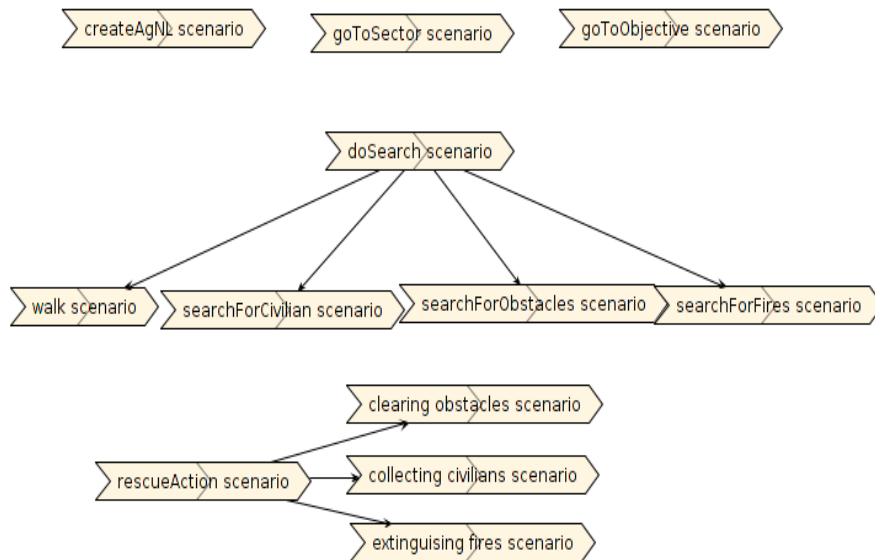 createAgNL scenario
goToSector scenario
goToObjective scenario
doSearch scenario
walk scenario
searchForCivilian scenario
searchForObstacles scenario
searchForFires scenario
clearing obstacles scenario
rescueAction scenario
collecting civilians scenario
extinguising fires scenario